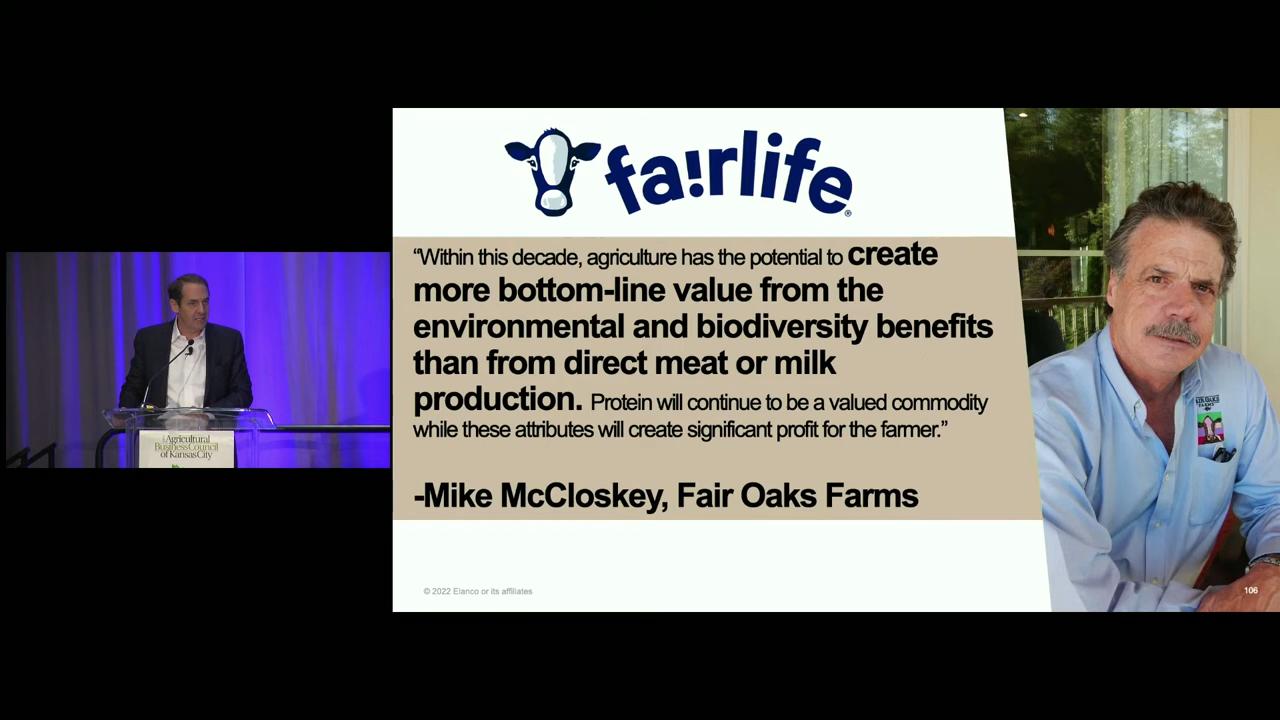 fa!rlife®
“Within this decade, agriculture has the potential to create
more bottom-line value from the
environmental and biodiversity benefits
than from direct meat or milk
production. Protein will continue to be a valued commodity
while these attributes will create significant profit for the farmer.”
-Mike McCloskey, Fair Oaks Farms
© 2022 Elanco or its affiliates
106
FAIR OAKS
FARMS
Agricultural
Business Council
of Kansas City